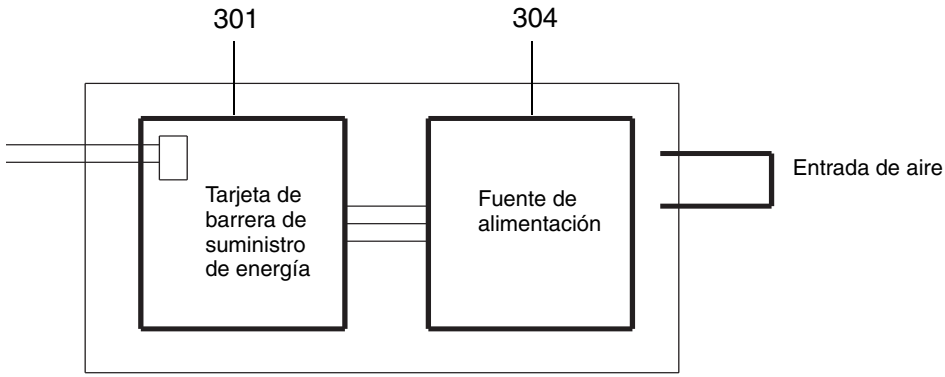 301
304
Tarjeta de
barrera de
suministro
de energía
Fuente de
alimentación
Entrada de aire